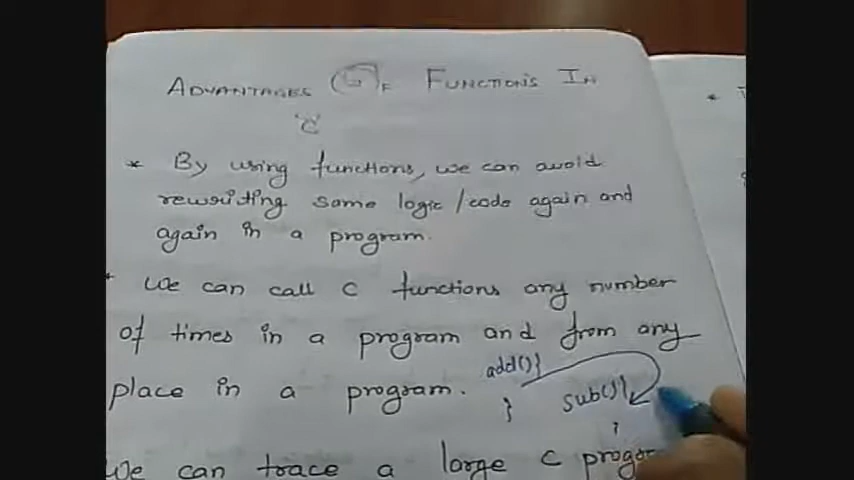 ADVANTAGES OF FUNCTIONS IN
"C"
* By using functions, we can avoid
rewriting same logic/code again and
again in a program.
* We can call C functions any number
of times in a program and from any
place in a program.
add(){
}
sub(){
We can trace a large C